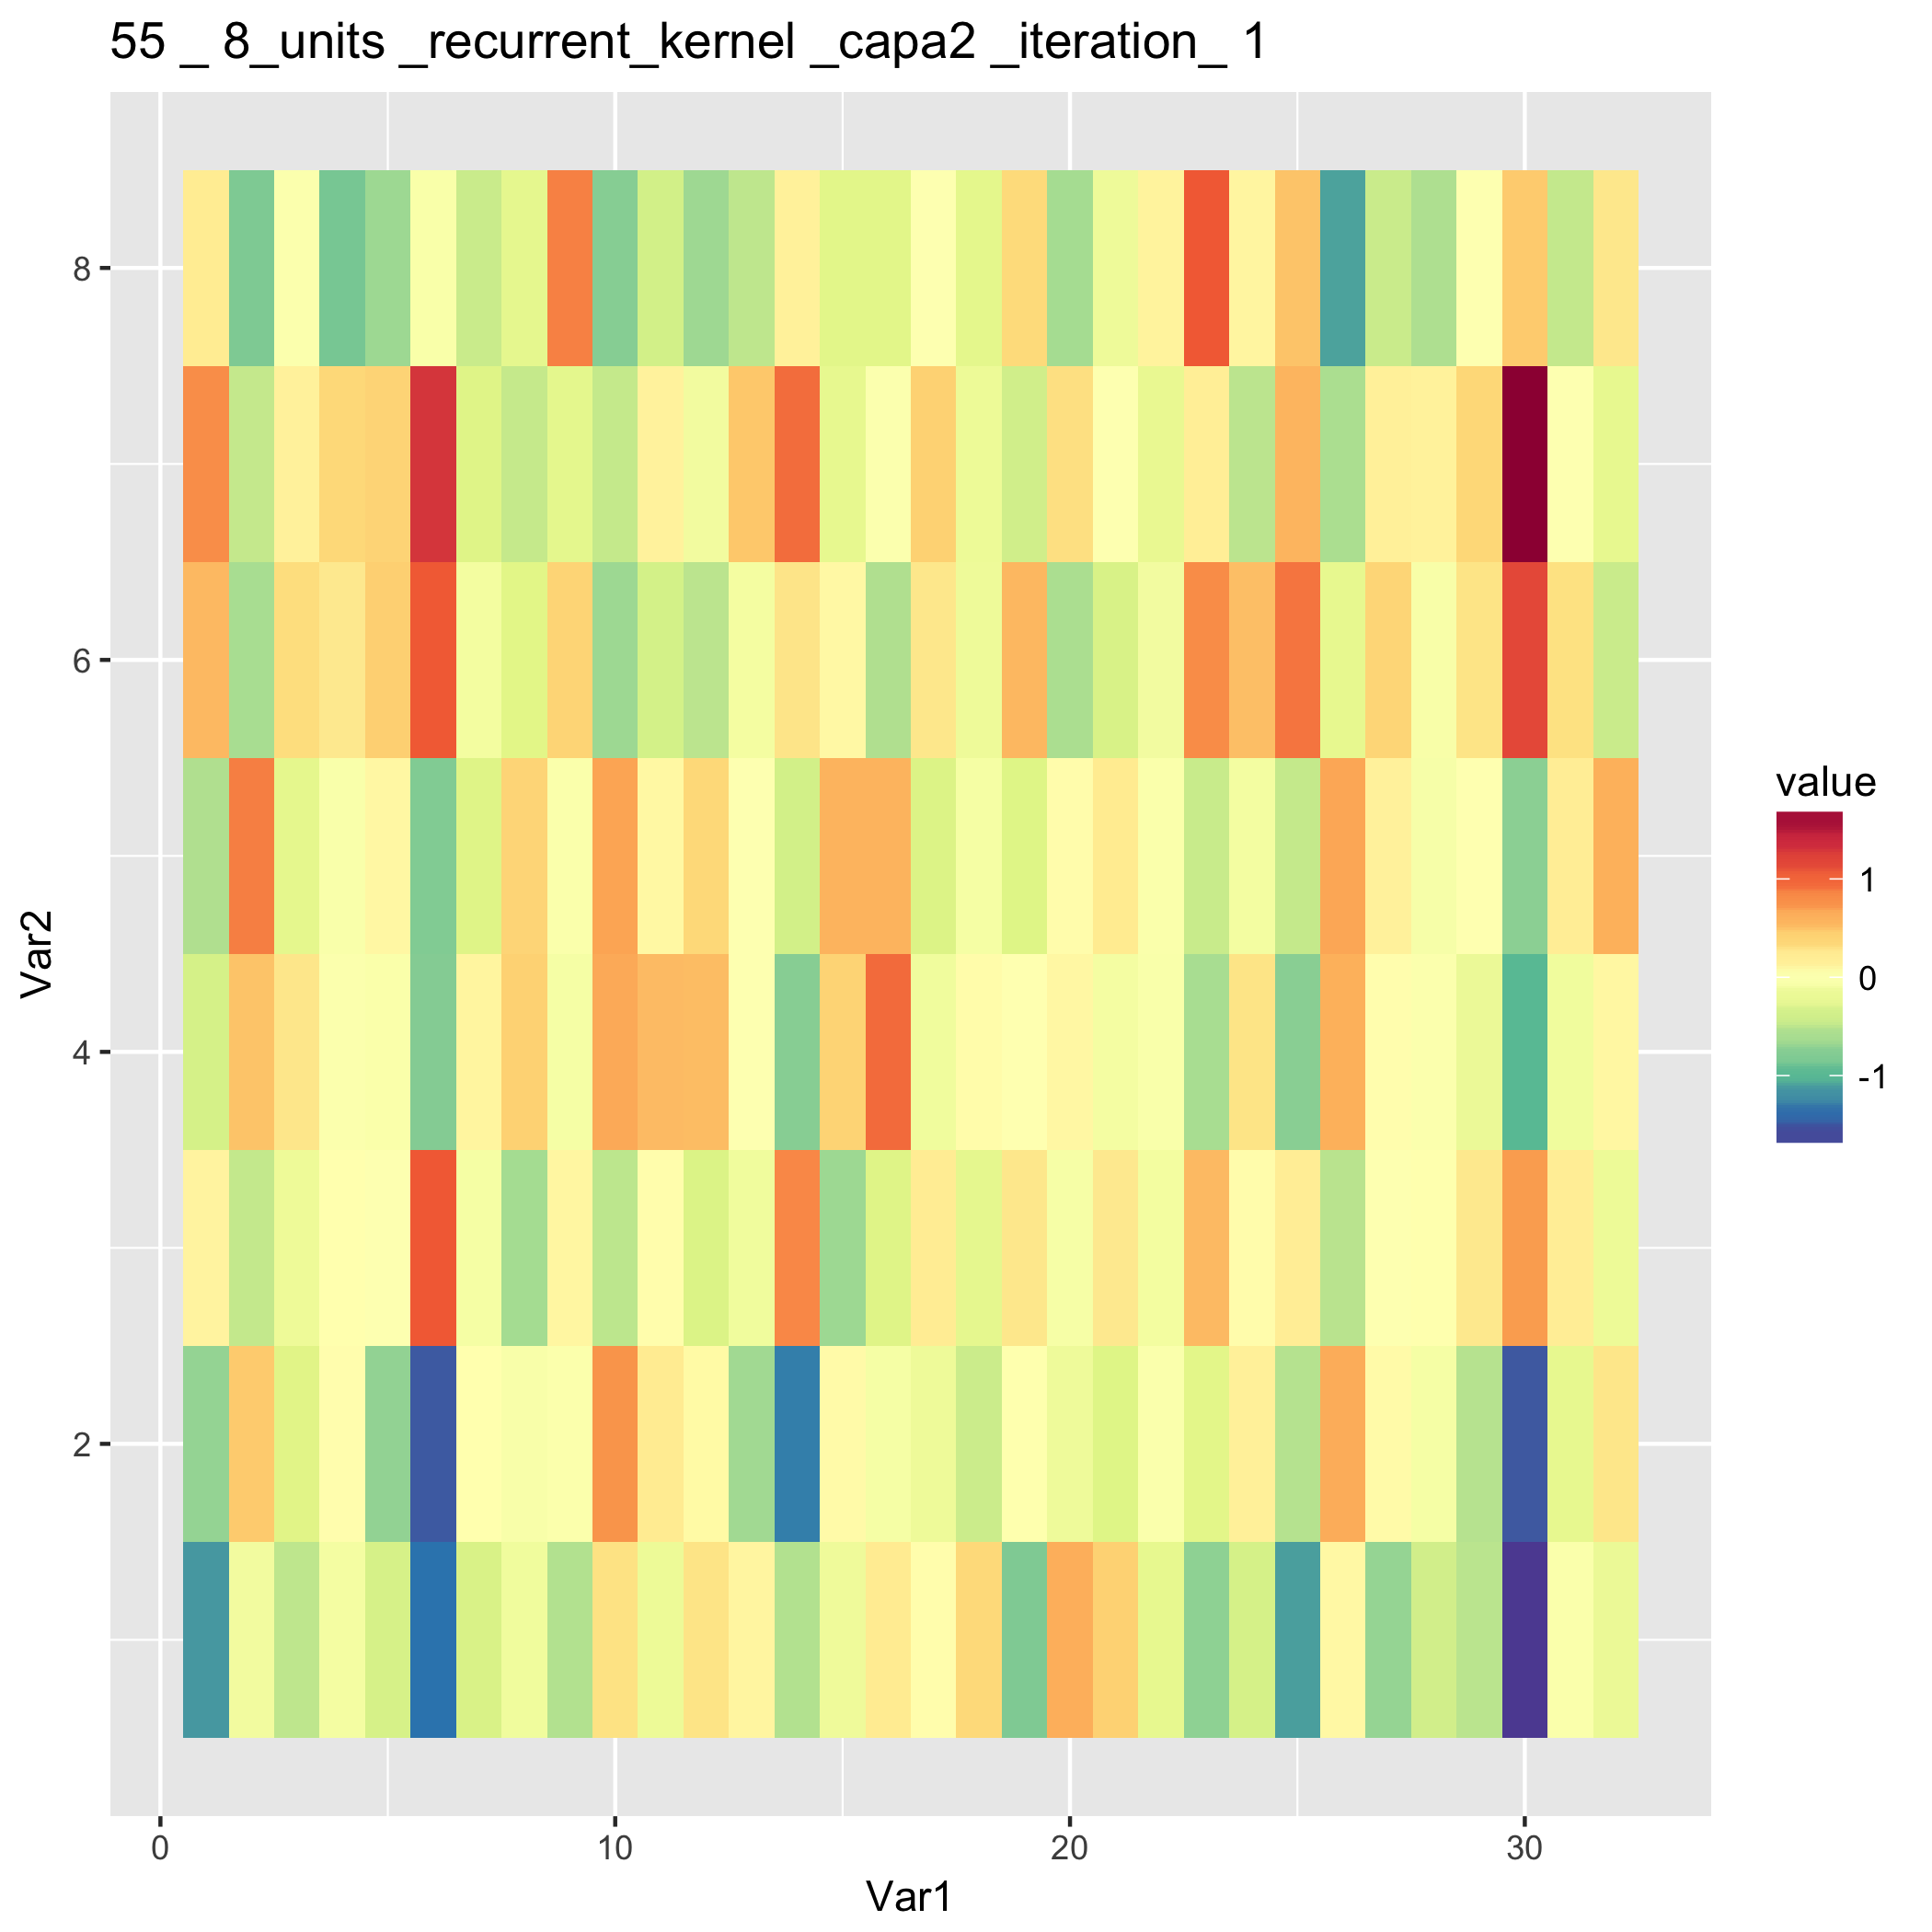 55 _ 8_units _recurrent_kernel _capa2 _iteration_ 1
8
6
4
2
Var2
0
10
20
30
Var1
value
1
0
-1